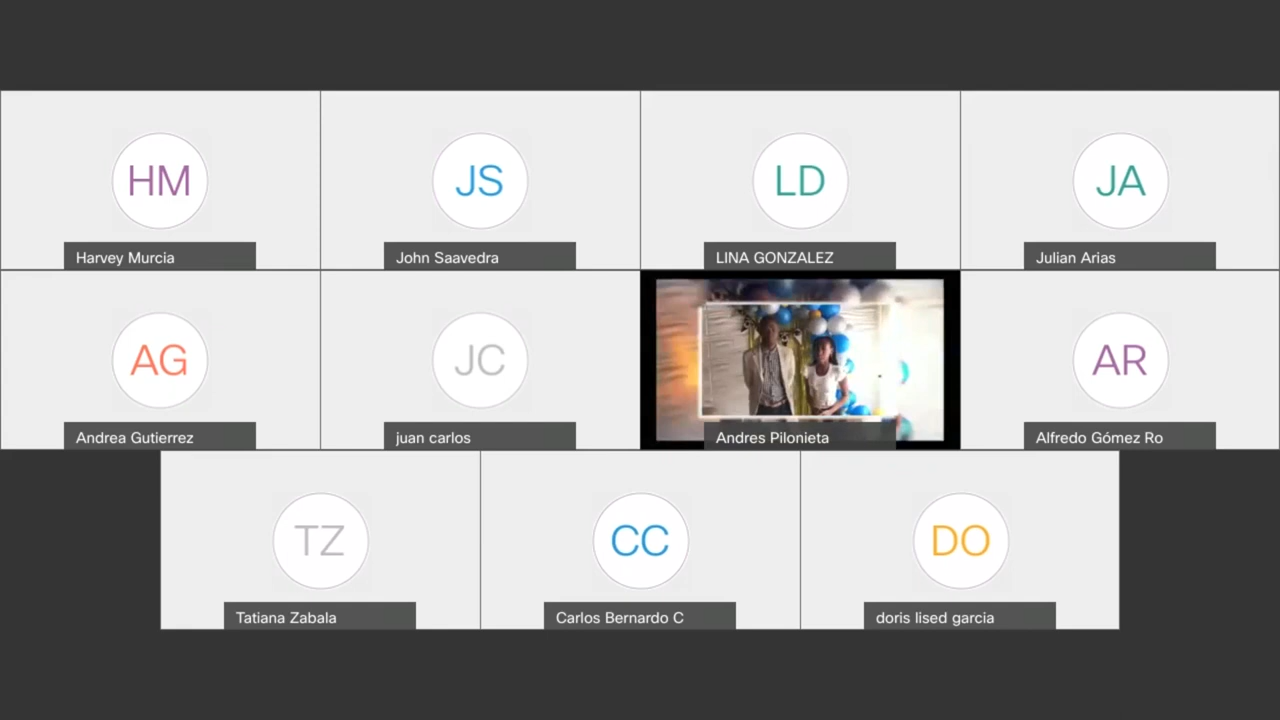 HM
JS
LD
JA
Harvey Murcia
John Saavedra
LINA GONZALEZ
Julian Arias
AG
JC
AR
Andrea Gutierrez
juan carlos
Andres Pilonieta
Alfredo Gómez Ro
TZ
CC
DO
Tatiana Zabala
Carlos Bernardo C
doris lised garcia